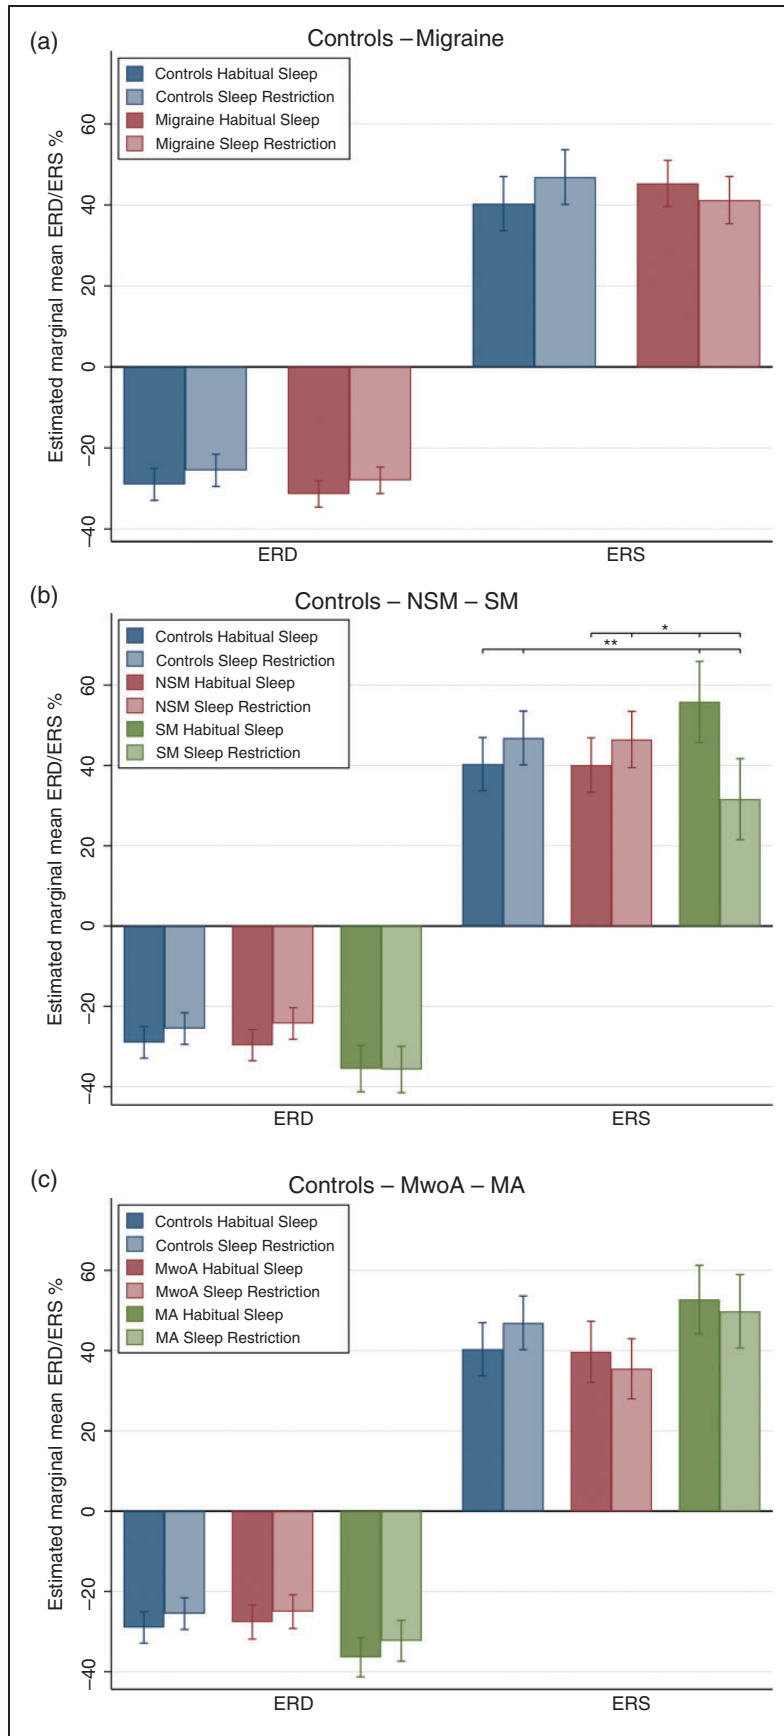 (a)
Controls – Migraine
Controls Habitual Sleep
Controls Sleep Restriction
Migraine Habitual Sleep
Migraine Sleep Restriction
Estimated marginal mean ERD/ERS %
60
40
20
0
−20
−40
ERD
ERS
(b)
Controls – NSM – SM
Controls Habitual Sleep
Controls Sleep Restriction
NSM Habitual Sleep
NSM Sleep Restriction
SM Habitual Sleep
SM Sleep Restriction
*
**
Estimated marginal mean ERD/ERS %
60
40
20
0
−20
−40
ERD
ERS
(c)
Controls – MwoA – MA
Controls Habitual Sleep
Controls Sleep Restriction
MwoA Habitual Sleep
MwoA Sleep Restriction
MA Habitual Sleep
MA Sleep Restriction
Estimated marginal mean ERD/ERS %
60
40
20
0
−20
−40
ERD
ERS